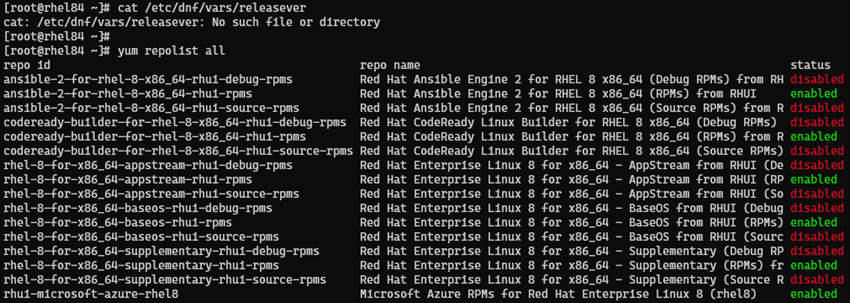 [root@rhel84 ~]# cat /etc/dnf/vars/releasever
cat: /etc/dnf/vars/releasever: No such file or directory
[root@rhel84 ~]#
[root@rhel84 ~]# yum repolist all
repo id repo name status
ansible-2-for-rhel-8-x86_64-rhui-debug-rpms Red Hat Ansible Engine 2 for RHEL 8 x86_64 (Debug RPMs) from RH disabled
ansible-2-for-rhel-8-x86_64-rhui-rpms Red Hat Ansible Engine 2 for RHEL 8 x86_64 (RPMs) from RHUI enabled
ansible-2-for-rhel-8-x86_64-rhui-source-rpms Red Hat Ansible Engine 2 for RHEL 8 x86_64 (Source RPMs) from R disabled
codeready-builder-for-rhel-8-x86_64-rhui-debug-rpms Red Hat CodeReady Linux Builder for RHEL 8 x86_64 (Debug RPMs) disabled
codeready-builder-for-rhel-8-x86_64-rhui-rpms Red Hat CodeReady Linux Builder for RHEL 8 x86_64 (RPMs) from R enabled
codeready-builder-for-rhel-8-x86_64-rhui-source-rpms Red Hat CodeReady Linux Builder for RHEL 8 x86_64 (Source RPMs) disabled
rhel-8-for-x86_64-appstream-rhui-debug-rpms Red Hat Enterprise Linux 8 for x86_64 - AppStream from RHUI (De disabled
rhel-8-for-x86_64-appstream-rhui-rpms Red Hat Enterprise Linux 8 for x86_64 - AppStream from RHUI (RP enabled
rhel-8-for-x86_64-appstream-rhui-source-rpms Red Hat Enterprise Linux 8 for x86_64 - AppStream from RHUI (So disabled
rhel-8-for-x86_64-baseos-rhui-debug-rpms Red Hat Enterprise Linux 8 for x86_64 - BaseOS from RHUI (Debug disabled
rhel-8-for-x86_64-baseos-rhui-rpms Red Hat Enterprise Linux 8 for x86_64 - BaseOS from RHUI (RPMs) enabled
rhel-8-for-x86_64-baseos-rhui-source-rpms Red Hat Enterprise Linux 8 for x86_64 - BaseOS from RHUI (Sourc disabled
rhel-8-for-x86_64-supplementary-rhui-debug-rpms Red Hat Enterprise Linux 8 for x86_64 - Supplementary (Debug RP disabled
rhel-8-for-x86_64-supplementary-rhui-rpms Red Hat Enterprise Linux 8 for x86_64 - Supplementary (RPMs) fr enabled
rhel-8-for-x86_64-supplementary-rhui-source-rpms Red Hat Enterprise Linux 8 for x86_64 - Supplementary (Source R disabled
rhui-microsoft-azure-rhel8 Microsoft Azure RPMs for Red Hat Enterprise Linux 8 (rhel8) enabled